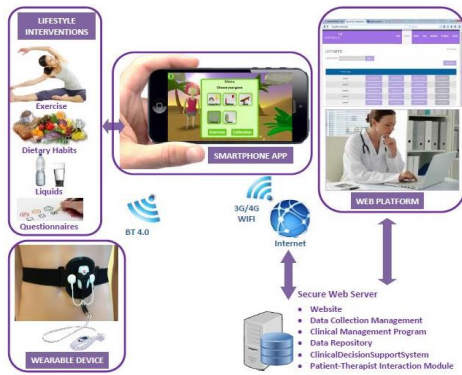 LIFESTYLE
INTERVENTIONS
Exercise
Dietary Habits
Liquids
Questionnaires
Menu
Choose your game
SMARTPHONE APP
WEB PLATFORM
BT 4.0
3G/4G
WIFI
Internet
WEARABLE DEVICE
Secure Web Server
• Website
• Data Collection Management
• Clinical Management Program
• Data Repository
• ClinicalDecisionSupportSystem
• Patient-Therapist Interaction Module